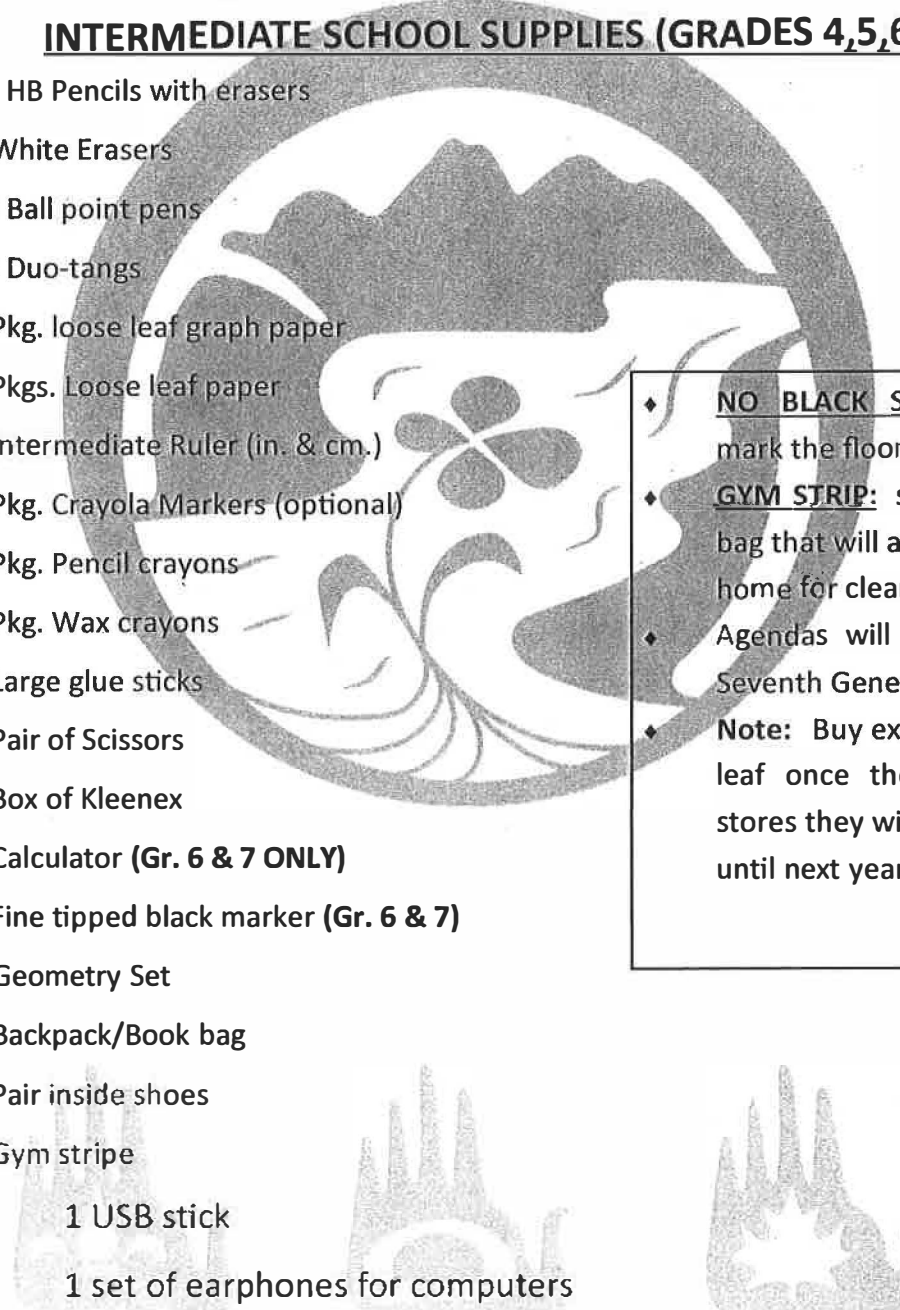 INTERMEDIATE SCHOOL SUPPLIES (GRADES 4,5,6
HB Pencils with erasers
White Erasers
Ball point pens
Duo-tangs
Pkg. loose leaf graph paper
Pkgs. Loose leaf paper
Intermediate Ruler (in. & cm.)
Pkg. Crayola Markers (optional)
Pkg. Pencil crayons
Pkg. Wax crayons
Large glue sticks
Pair of Scissors
Box of Kleenex
Calculator (Gr. 6 & 7 ONLY)
Fine tipped black marker (Gr. 6 & 7)
Geometry Set
Backpack/Book bag
Pair inside shoes
Gym stripe
1 USB stick
1 set of earphones for computers
♦ NO BLACK S
mark the floor
♦ GYM STRIP: s
bag that will a
home for clea
♦ Agendas will
Seventh Gene
♦ Note: Buy ex
leaf once the
stores they wi
until next year